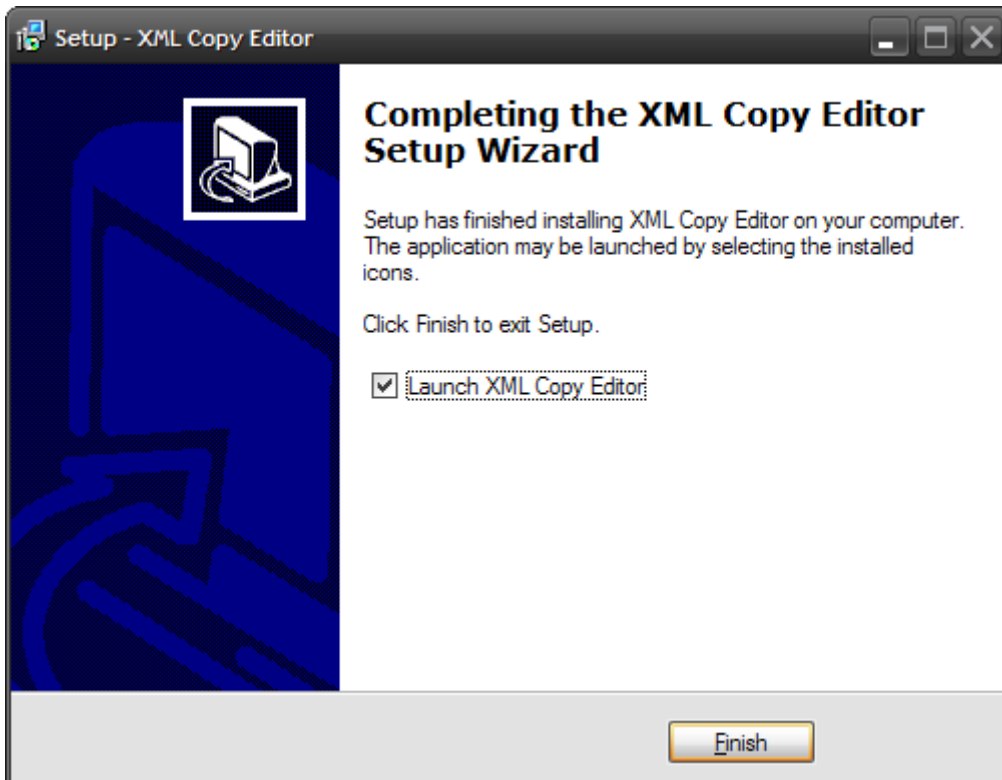 Setup - XML Copy Editor
Completing the XML Copy Editor
Setup Wizard
Setup has finished installing XML Copy Editor on your computer.
The application may be launched by selecting the installed
icons.
Click Finish to exit Setup.
Launch XML Copy Editor
Finish